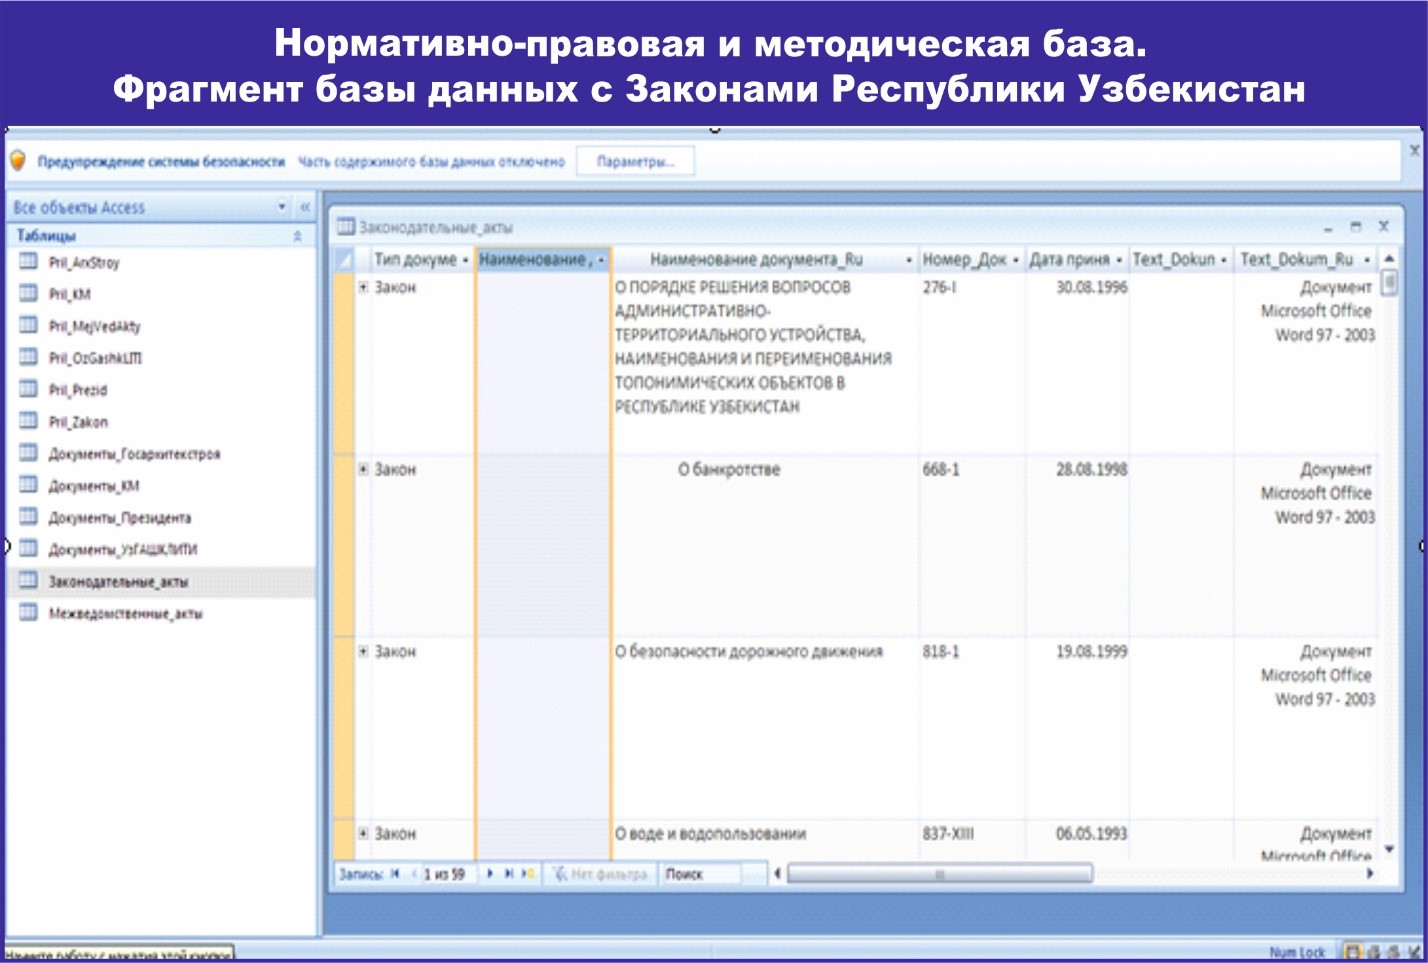 Нормативно-правовая и методическая база.
Фрагмент базы данных с Законами Республики Узбекистан
Предупреждение системы безопасности Часть содержимого базы данных отключено Параметры...
Все объекты Access
Таблицы
Pril_ArxStroy
Pril_KM
Pril_MejVedAkty
Pril_OzGashkLITI
Pril_Prezid
Pril_Zakon
Документы_Госархитекстроя
Документы_КМ
Документы_Президента
Документы_УзГАШКЛИТИ
Законодательные_акты
Межведомственные_акты
Законодательные_акты
Тип докуме Наименование, Наименование документа_Ru Номер_Док Дата приня Text_Dokun Text_Dokum_Ru
Закон О ПОРЯДКЕ РЕШЕНИЯ ВОПРОСОВ 276-I 30.08.1996 Документ
АДМИНИСТРАТИВНО- Microsoft Office
ТЕРРИТОРИАЛЬНОГО УСТРОЙСТВА, Word 97 - 2003
НАИМЕНОВАНИЯ И ПЕРЕИМЕНОВАНИЯ
ТОПОНИМИЧЕСКИХ ОБЪЕКТОВ В
РЕСПУБЛИКЕ УЗБЕКИСТАН
Закон О банкротстве 668-1 28.08.1998 Документ
Microsoft Office
Word 97 - 2003
Закон О безопасности дорожного движения 818-1 19.08.1999 Документ
Microsoft Office
Word 97 - 2003
Закон О воде и водопользовании 837-XIII 06.05.1993 Документ
Microsoft Office
Запись: 1 из 59 Нет фильтра Поиск
Начните работу с нажатия этой кнопки
Num Lock